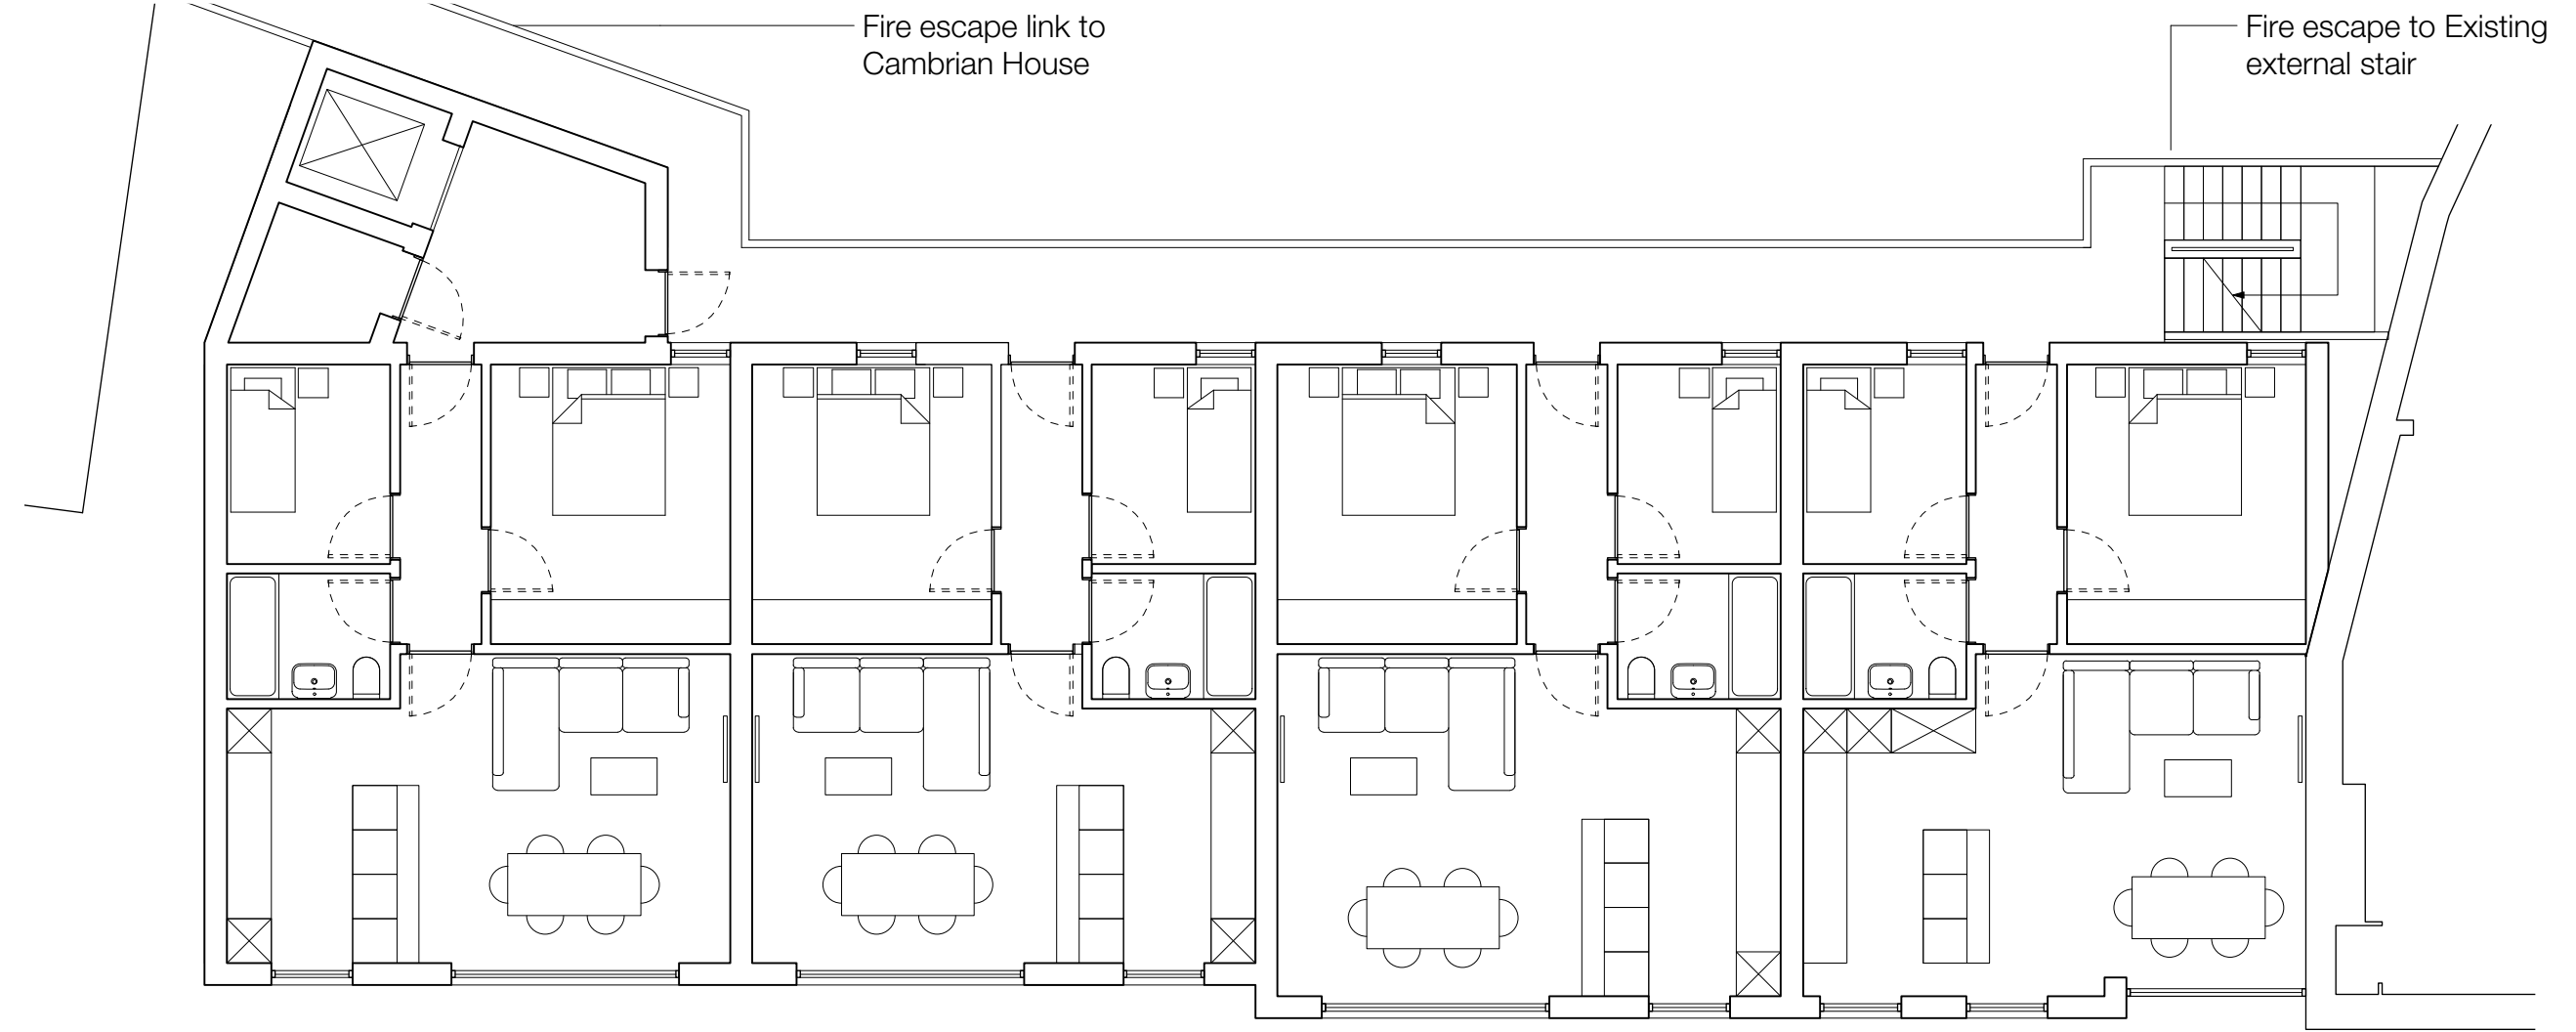 Fire escape link to
Cambrian House
Fire escape to Existing
external stair